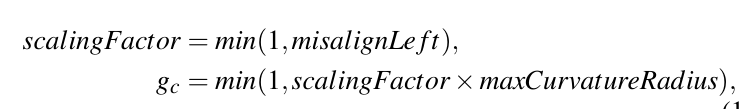 scalingFactor = min(1, misalignLeft),
g_c = min(1, scalingFactor × maxCurvatureRadius),